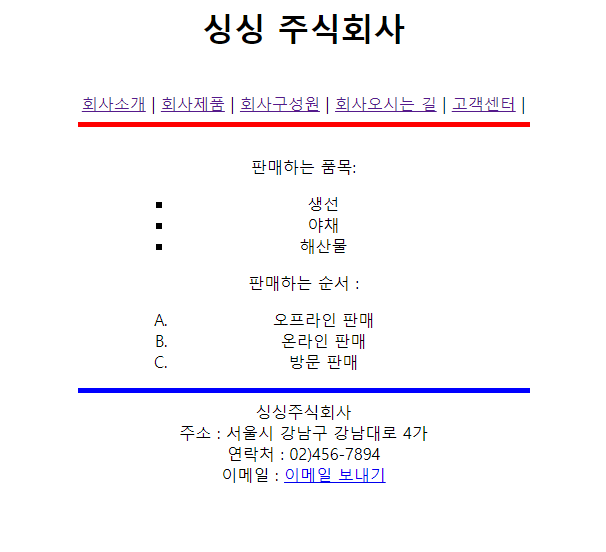 싱싱 주식회사
회사소개 | 회사제품 | 회사구성원 | 회사오시는 길 | 고객센터 |
판매하는 품목:
■ 생선
■ 야채
■ 해산물
판매하는 순서 :
A. 오프라인 판매
B. 온라인 판매
C. 방문 판매
싱싱주식회사
주소 : 서울시 강남구 강남대로 4가
연락처 : 02)456-7894
이메일 : 이메일 보내기